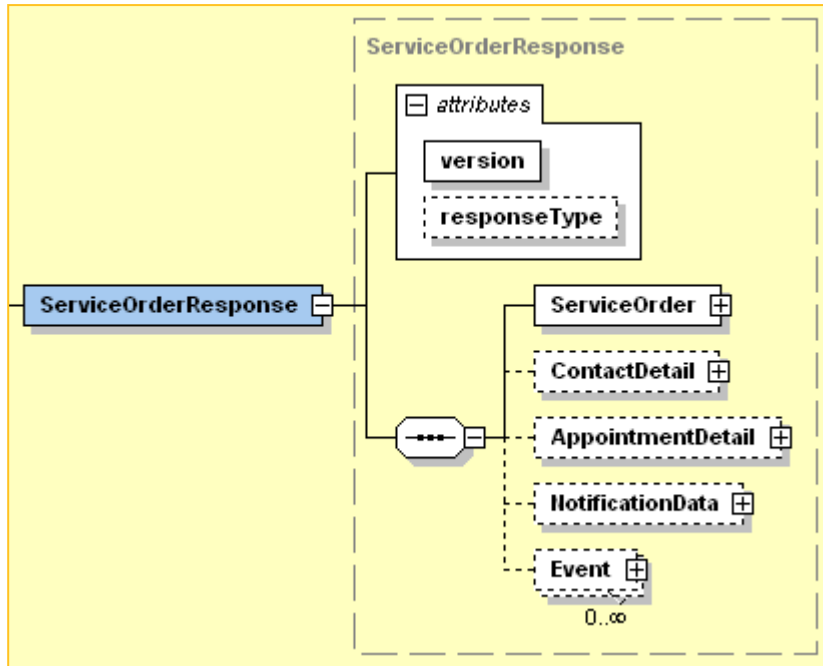 ServiceOrderResponse
attributes
version
responseType
ServiceOrderResponse
ServiceOrder
ContactDetail
AppointmentDetail
NotificationData
Event
0..∞